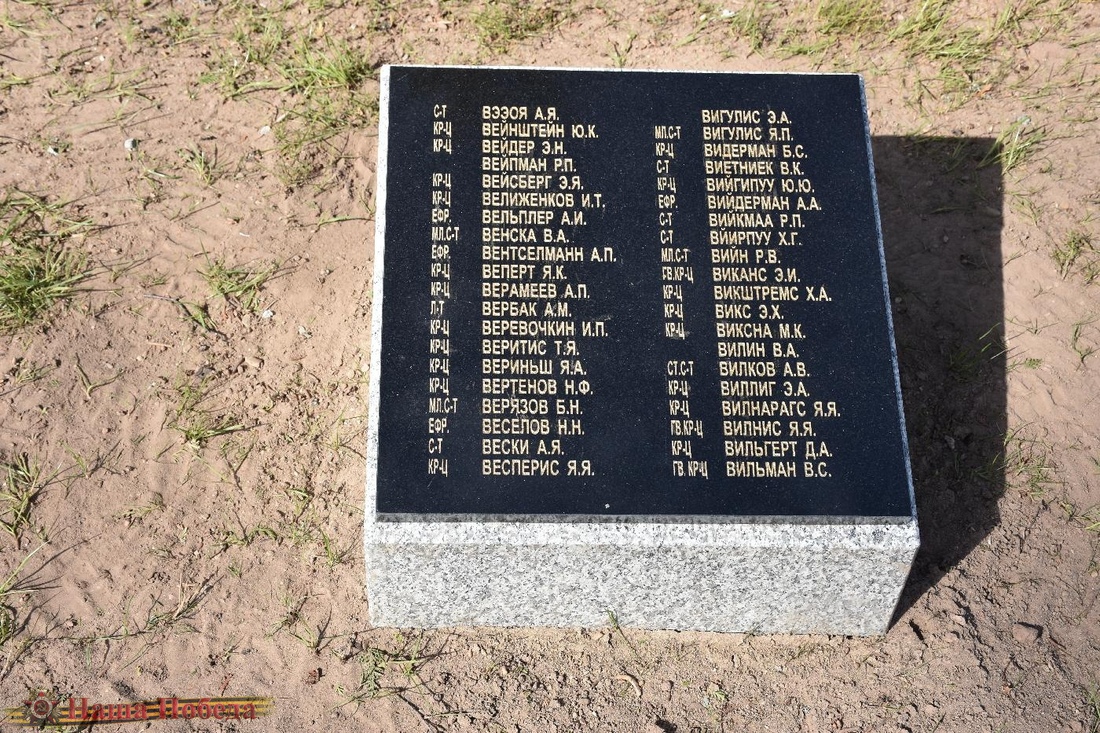 С-Т ВЭЗОЯ А.Я.
КР-Ц ВЕЙНШТЕЙН Ю.К.
КР-Ц ВЕЙДЕР Э.Н.
ВЕЙПМАН Р.П.
КР-Ц ВЕЙСБЕРГ Э.Я.
КР-Ц ВЕЛИЖЕНКОВ И.Т.
ЕФР. ВЕЛЬПЛЕР А.И.
МЛ.С-Т ВЕНСКА В.А.
ЕФР. ВЕНТСЕЛМАНН А.П.
КР-Ц ВЕПЕРТ Я.К.
КР-Ц ВЕРАМЕЕВ А.П.
Л-Т ВЕРБАК А.М.
КР-Ц ВЕРЕВОЧКИН И.П.
КР-Ц ВЕРИТИС Т.Я.
КР-Ц ВЕРИНЬШ Я.А.
КР-Ц ВЕРТЕНОВ Н.Ф.
МЛ.С-Т ВЕРЯЗОВ Б.Н.
ЕФР. ВЕСЕЛОВ Н.Н.
С-Т ВЕСКИ А.Я.
КР-Ц ВЕСПЕРИС Я.Я.
ВИГУЛИС Э.А.
МЛ.С-Т ВИГУЛИС Я.П.
КР-Ц ВИДЕРМАН Б.С.
С-Т ВИЕТНИЕК В.К.
КР-Ц ВИЙГИПУУ Ю.Ю.
ЕФР. ВИЙДЕРМАН А.А.
С-Т ВИЙКМАА Р.П.
С-Т ВЙИРПУУ Х.Г.
МЛ.С-Т ВИЙН Р.В.
ГВ.КР-Ц ВИКАНС Э.И.
КР-Ц ВИКШТРЕМС Х.А.
КР-Ц ВИКС Э.Х.
КР-Ц ВИКСНА М.К.
ВИЛИН В.А.
СТ.С-Т ВИЛКОВ А.В.
КР-Ц ВИЛЛИГ Э.А.
КР-Ц ВИЛНАРАГС Я.Я.
ГВ.КР-Ц ВИЛНИС Я.Я.
КР-Ц ВИЛЬГЕРТ Д.А.
ГВ. КР-Ц ВИЛЬМАН В.С.
Наша Победа